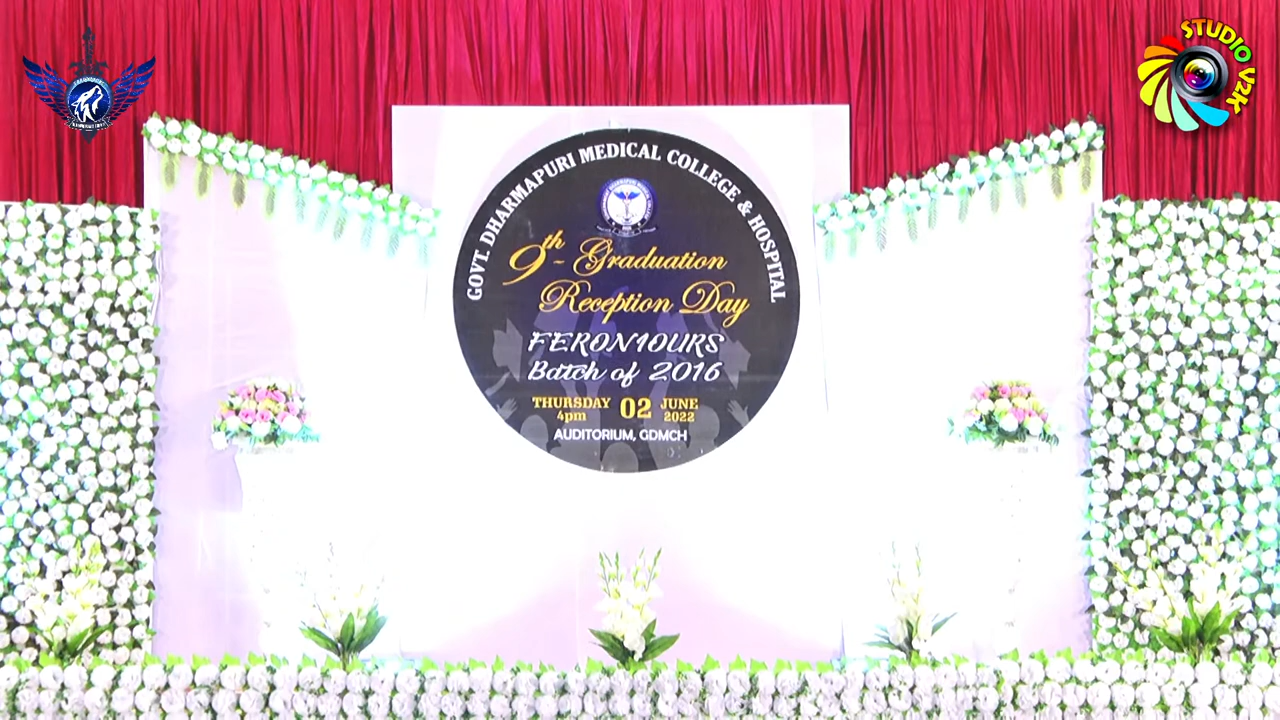 STUDIO V2K
GOVT. DHARMAPURI MEDICAL COLLEGE & HOSPITAL
9th - Graduation
Reception Day
FERON1OURS
Batch of 2016
THURSDAY 02 JUNE
4pm 2022
AUDITORIUM, GDMCH